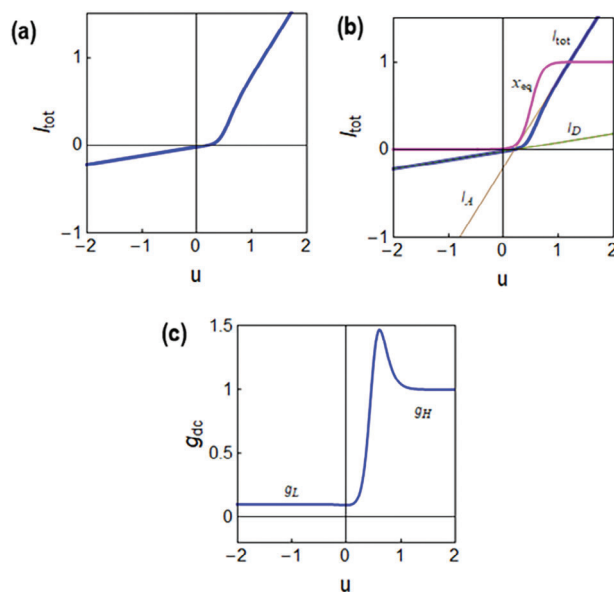 (a)
1
I_tot
0
−1
−2 −1 0 1 2
u
(b)
1
I_tot
0
−1
I_tot
x_eq
I_D
I_A
−2 −1 0 1 2
u
(c)
1.5
1
g_dc
0.5
0
g_H
g_L
−2 −1 0 1 2
u